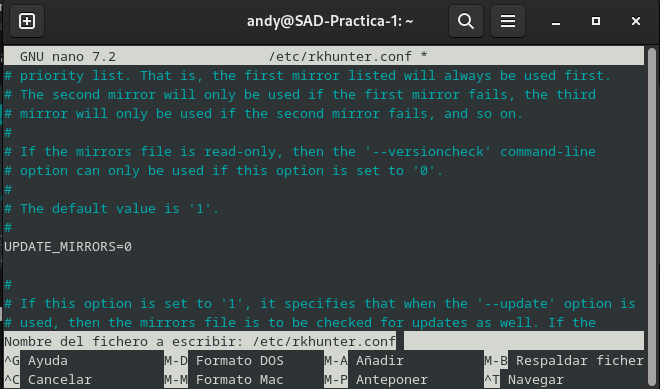 andy@SAD-Practica-1: ~
GNU nano 7.2 /etc/rkhunter.conf *
# priority list. That is, the first mirror listed will always be used first.
# The second mirror will only be used if the first mirror fails, the third
# mirror will only be used if the second mirror fails, and so on.
#
# If the mirrors file is read-only, then the '--versioncheck' command-line
# option can only be used if this option is set to '0'.
#
# The default value is '1'.
#
UPDATE_MIRRORS=0
#
# If this option is set to '1', it specifies that when the '--update' option is
# used, then the mirrors file is to be checked for updates as well. If the
Nombre del fichero a escribir: /etc/rkhunter.conf
^G Ayuda M-D Formato DOS M-A Añadir M-B Respaldar ficher
^C Cancelar M-M Formato Mac M-P Anteponer ^T Navegar